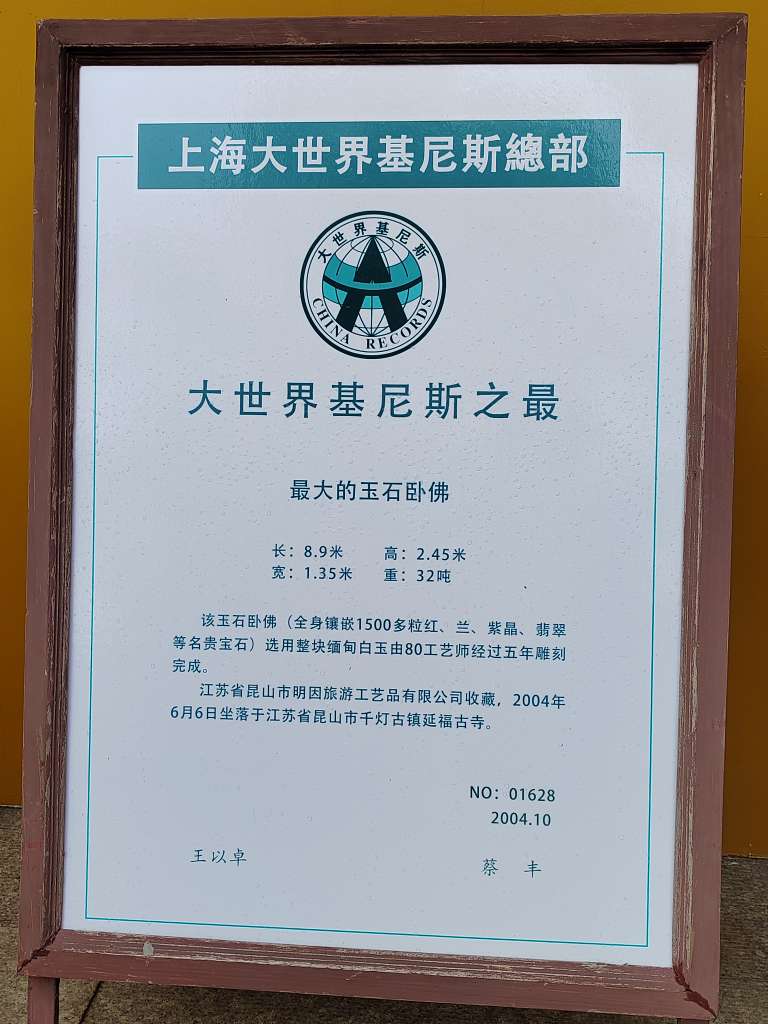 上海大世界基尼斯總部
大世界基尼斯
CHINA RECORDS
大世界基尼斯之最
最大的玉石卧佛
长：8.9米 高：2.45米
宽：1.35米 重：32吨
该玉石卧佛（全身镶嵌1500多粒红、兰、紫晶、翡翠
等名贵宝石）选用整块缅甸白玉由80工艺师经过五年雕刻
完成。
江苏省昆山市明因旅游工艺品有限公司收藏，2004年
6月6日坐落于江苏省昆山市千灯古镇延福古寺。
NO：01628
2004.10
王以卓
蔡 丰